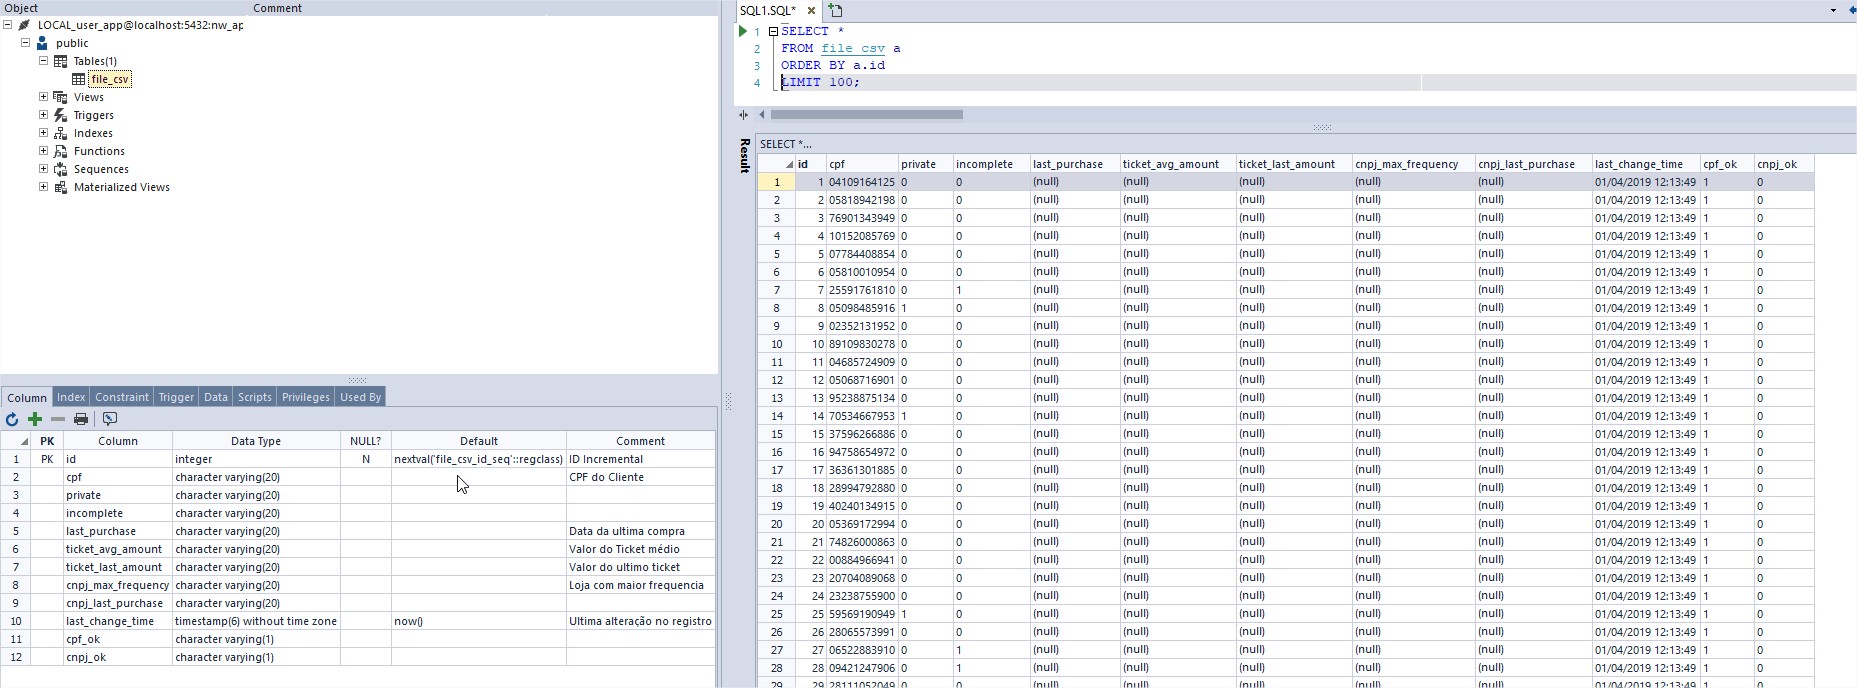 Object Comment
LOCAL_user_app@localhost:5432:nw_ap
public
Tables(1)
file_csv
Views
Triggers
Indexes
Functions
Sequences
Materialized Views
Column Index Constraint Trigger Data Scripts Privileges Used By
PK Column Data Type NULL? Default Comment
1 PK id integer N nextval('file_csv_id_seq'::regclass) ID Incremental
2 cpf character varying(20) CPF do Cliente
3 private character varying(20)
4 incomplete character varying(20)
5 last_purchase character varying(20) Data da ultima compra
6 ticket_avg_amount character varying(20) Valor do Ticket médio
7 ticket_last_amount character varying(20) Valor do ultimo ticket
8 cnpj_max_frequency character varying(20) Loja com maior frequencia
9 cnpj_last_purchase character varying(20)
10 last_change_time timestamp(6) without time zone now() Ultima alteração no registro
11 cpf_ok character varying(1)
12 cnpj_ok character varying(1)
SQL1.SQL*
1 SELECT *
2 FROM file_csv a
3 ORDER BY a.id
4 LIMIT 100;
Result
SELECT *...
id cpf private incomplete last_purchase ticket_avg_amount ticket_last_amount cnpj_max_frequency cnpj_last_purchase last_change_time cpf_ok cnpj_ok
1 1 04109164125 0 0 (null) (null) (null) (null) (null) 01/04/2019 12:13:49 1 0
2 2 05818942198 0 0 (null) (null) (null) (null) (null) 01/04/2019 12:13:49 1 0
3 3 76901343949 0 0 (null) (null) (null) (null) (null) 01/04/2019 12:13:49 1 0
4 4 10152085769 0 0 (null) (null) (null) (null) (null) 01/04/2019 12:13:49 1 0
5 5 07784408854 0 0 (null) (null) (null) (null) (null) 01/04/2019 12:13:49 1 0
6 6 05810010954 0 0 (null) (null) (null) (null) (null) 01/04/2019 12:13:49 1 0
7 7 25591761810 0 1 (null) (null) (null) (null) (null) 01/04/2019 12:13:49 1 0
8 8 05098485916 1 0 (null) (null) (null) (null) (null) 01/04/2019 12:13:49 1 0
9 9 02352131952 0 0 (null) (null) (null) (null) (null) 01/04/2019 12:13:49 1 0
10 10 89109830278 0 0 (null) (null) (null) (null) (null) 01/04/2019 12:13:49 1 0
11 11 04685724909 0 0 (null) (null) (null) (null) (null) 01/04/2019 12:13:49 1 0
12 12 05068716901 0 0 (null) (null) (null) (null) (null) 01/04/2019 12:13:49 1 0
13 13 95238875134 0 0 (null) (null) (null) (null) (null) 01/04/2019 12:13:49 1 0
14 14 70534667953 1 0 (null) (null) (null) (null) (null) 01/04/2019 12:13:49 1 0
15 15 37596266886 0 0 (null) (null) (null) (null) (null) 01/04/2019 12:13:49 1 0
16 16 94758654972 0 0 (null) (null) (null) (null) (null) 01/04/2019 12:13:49 1 0
17 17 36361301885 0 0 (null) (null) (null) (null) (null) 01/04/2019 12:13:49 1 0
18 18 28994792880 0 0 (null) (null) (null) (null) (null) 01/04/2019 12:13:49 1 0
19 19 40240134915 0 0 (null) (null) (null) (null) (null) 01/04/2019 12:13:49 1 0
20 20 05369172994 0 0 (null) (null) (null) (null) (null) 01/04/2019 12:13:49 1 0
21 21 74826000863 0 0 (null) (null) (null) (null) (null) 01/04/2019 12:13:49 1 0
22 22 00884966941 0 0 (null) (null) (null) (null) (null) 01/04/2019 12:13:49 1 0
23 23 20704089068 0 0 (null) (null) (null) (null) (null) 01/04/2019 12:13:49 1 0
24 24 23238755900 0 0 (null) (null) (null) (null) (null) 01/04/2019 12:13:49 1 0
25 25 59569190949 1 0 (null) (null) (null) (null) (null) 01/04/2019 12:13:49 1 0
26 26 28065573991 0 0 (null) (null) (null) (null) (null) 01/04/2019 12:13:49 1 0
27 27 06522883910 0 1 (null) (null) (null) (null) (null) 01/04/2019 12:13:49 1 0
28 28 09421247906 0 1 (null) (null) (null) (null) (null) 01/04/2019 12:13:49 1 0
29 29 28111052049 0 0 (null) (null) (null) (null) (null) 01/04/2019 12:13:49 1 0